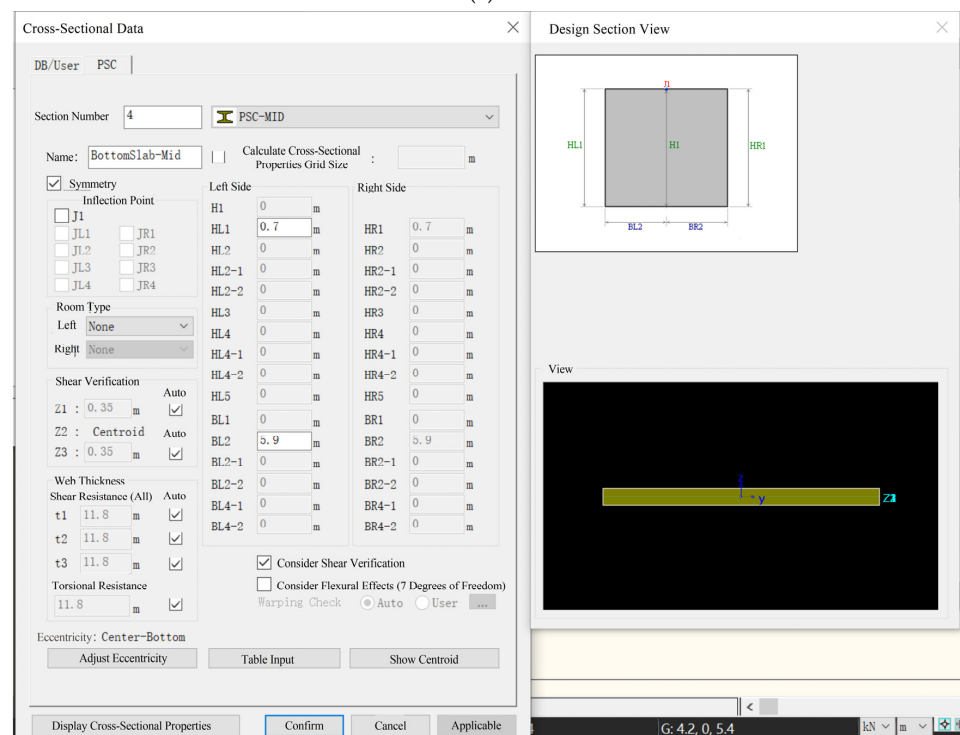 Cross-Sectional Data
DB/User PSC
Section Number 4 PSC-MID
Name: BottomSlab-Mid Calculate Cross-Sectional Properties Grid Size : m
Symmetry
Inflection Point
J1
JL1 JR1
JL2 JR2
JL3 JR3
JL4 JR4
Room Type
Left None
Right None
Shear Verification
Auto
Z1 : 0.35 m
Z2 : Centroid Auto
Z3 : 0.35 m
Web Thickness
Shear Resistance (All) Auto
t1 11.8 m
t2 11.8 m
t3 11.8 m
Torsional Resistance
11.8 m
Left Side Right Side
H1 0 m
HL1 0.7 m HR1 0.7 m
HL2 0 m HR2 0 m
HL2-1 0 m HR2-1 0 m
HL2-2 0 m HR2-2 0 m
HL3 0 m HR3 0 m
HL4 0 m HR4 0 m
HL4-1 0 m HR4-1 0 m
HL4-2 0 m HR4-2 0 m
HL5 0 m HR5 0 m
BL1 0 m BR1 0 m
BL2 5.9 m BR2 5.9 m
BL2-1 0 m BR2-1 0 m
BL2-2 0 m BR2-2 0 m
BL4-1 0 m BR4-1 0 m
BL4-2 0 m BR4-2 0 m
Consider Shear Verification
Consider Flexural Effects (7 Degrees of Freedom)
Warping Check Auto User ...
Eccentricity: Center-Bottom
Adjust Eccentricity Table Input Show Centroid
Display Cross-Sectional Properties Confirm Cancel Applicable
Design Section View
J1
HL1 H1 HR1
BL2 BR2
View
z
y
G: 4.2, 0, 5.4 kN m